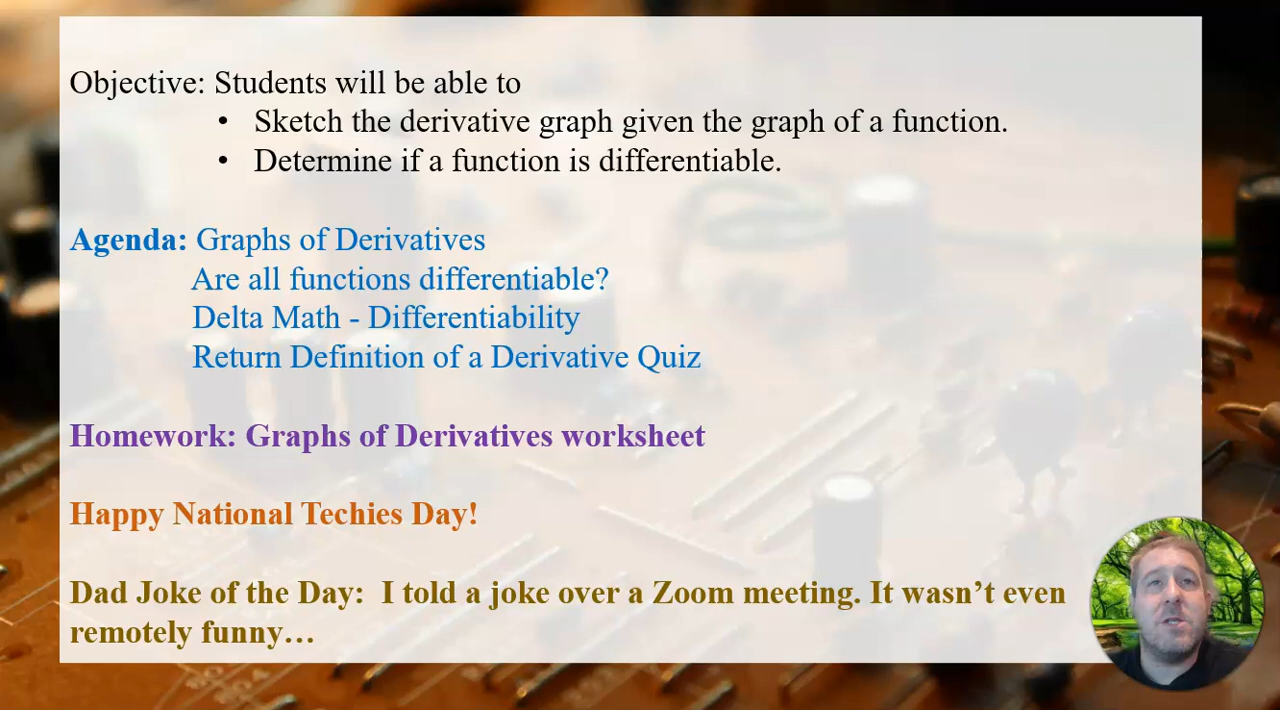 Objective: Students will be able to
• Sketch the derivative graph given the graph of a function.
• Determine if a function is differentiable.
Agenda: Graphs of Derivatives
Are all functions differentiable?
Delta Math - Differentiability
Return Definition of a Derivative Quiz
Homework: Graphs of Derivatives worksheet
Happy National Techies Day!
Dad Joke of the Day:  I told a joke over a Zoom meeting. It wasn’t even
remotely funny…